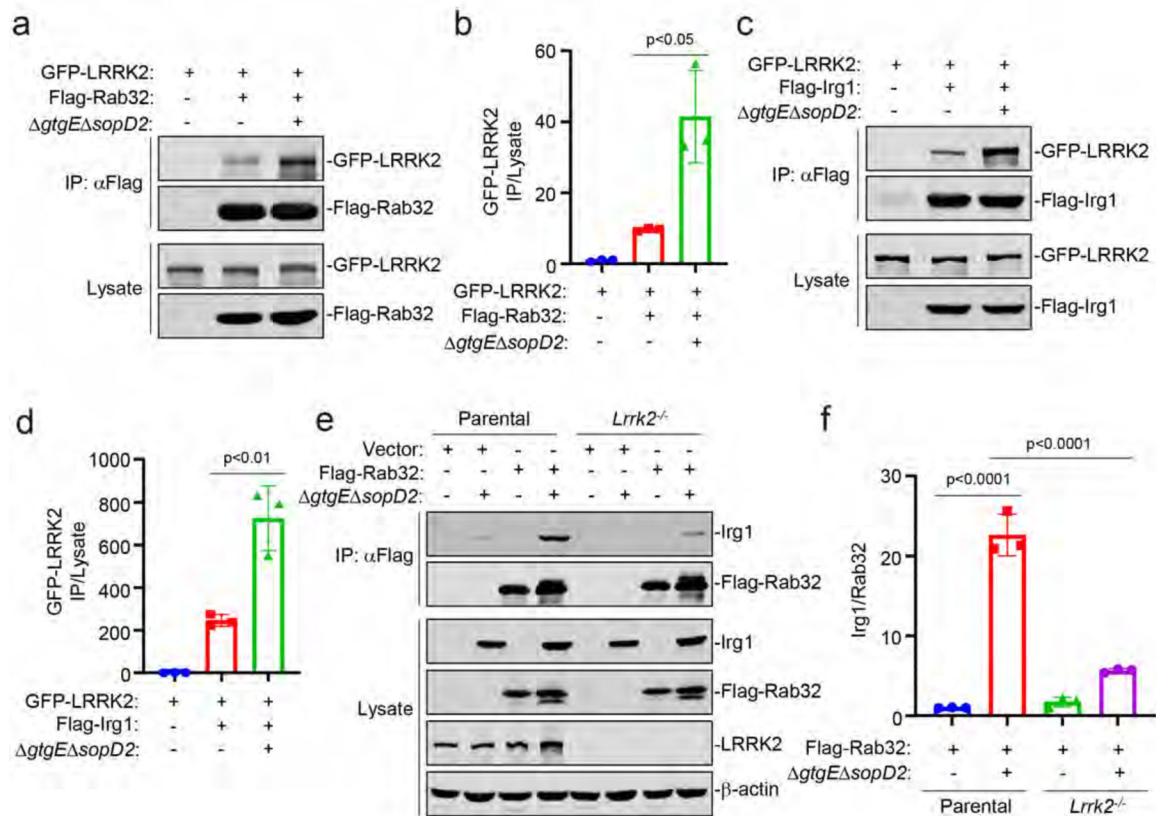 a
GFP-LRRK2: + + +
Flag-Rab32: - + +
ΔgtgEΔsopD2: - - +
IP: αFlag
-GFP-LRRK2
-Flag-Rab32
Lysate
-GFP-LRRK2
-Flag-Rab32
b
p<0.05
GFP-LRRK2
IP/Lysate
60
40
20
0
GFP-LRRK2: + + +
Flag-Rab32: - + +
ΔgtgEΔsopD2: - - +
c
GFP-LRRK2: + + +
Flag-Irg1: - + +
ΔgtgEΔsopD2: - - +
IP: αFlag
-GFP-LRRK2
-Flag-Irg1
Lysate
-GFP-LRRK2
-Flag-Irg1
d
p<0.01
GFP-LRRK2
IP/Lysate
1000
800
600
400
200
0
GFP-LRRK2: + + +
Flag-Irg1: - + +
ΔgtgEΔsopD2: - - +
e
Parental Lrrk2-/-
Vector: + + - - + + - -
Flag-Rab32: - - + + - - + +
ΔgtgEΔsopD2: - + - + - + - +
IP: αFlag
-Irg1
-Flag-Rab32
Lysate
-Irg1
-Flag-Rab32
-LRRK2
-β-actin
f
p<0.0001
p<0.0001
Irg1/Rab32
30
20
10
0
Flag-Rab32: + + + +
ΔgtgEΔsopD2: - + - +
Parental Lrrk2-/-